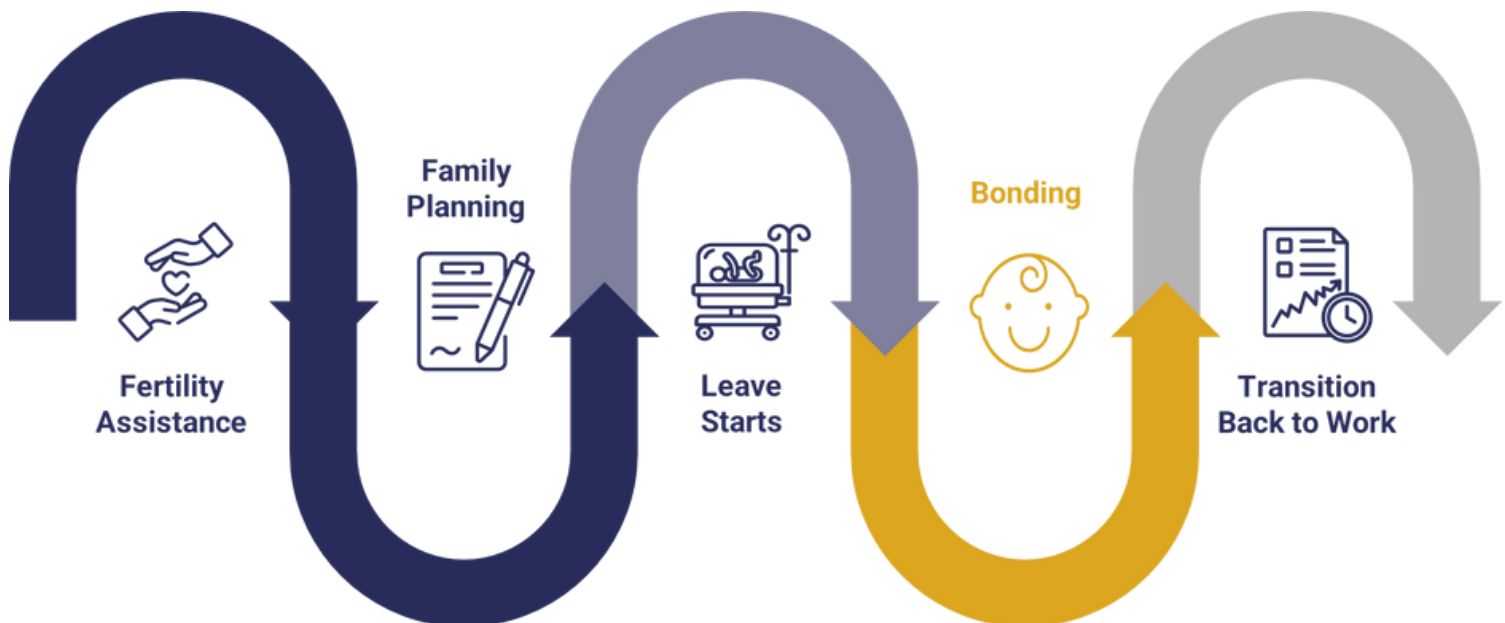 Fertility
Assistance
Family
Planning
Leave
Starts
Bonding
Transition
Back to Work